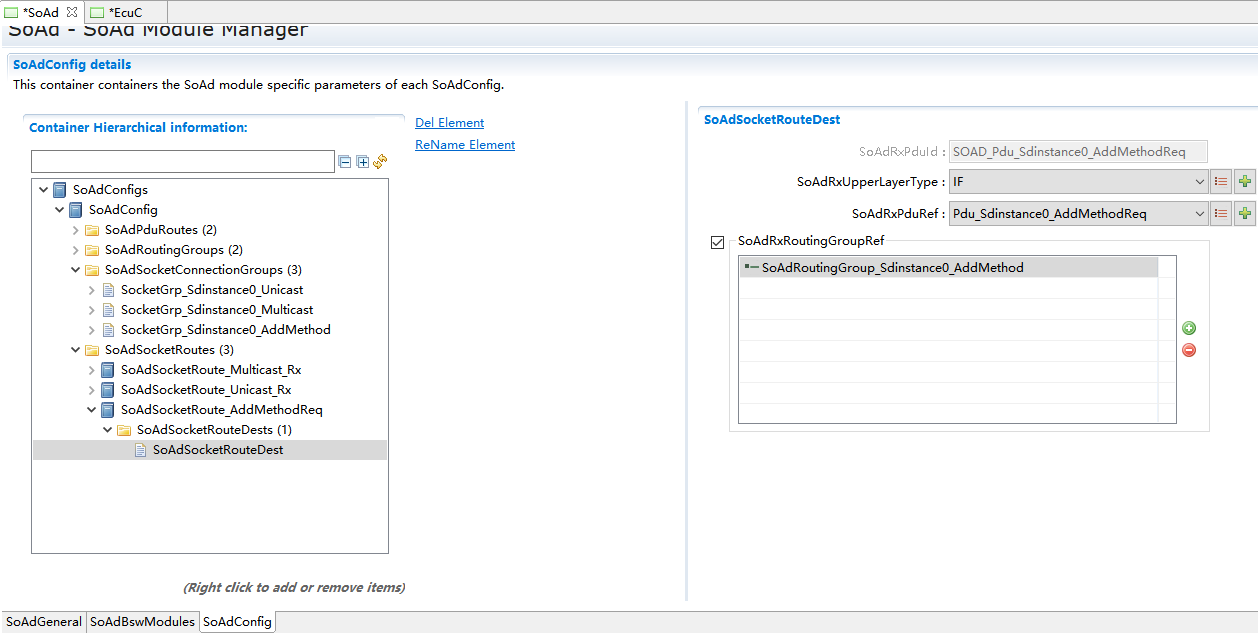 *SoAd
*EcuC
SoAd - SoAd Module Manager
SoAdConfig details
This container containers the SoAd module specific parameters of each SoAdConfig.
Container Hierarchical information:
Del Element
ReName Element
SoAdConfigs
SoAdConfig
SoAdPduRoutes (2)
SoAdRoutingGroups (2)
SoAdSocketConnectionGroups (3)
SocketGrp_Sdinstance0_Unicast
SocketGrp_Sdinstance0_Multicast
SocketGrp_Sdinstance0_AddMethod
SoAdSocketRoutes (3)
SoAdSocketRoute_Multicast_Rx
SoAdSocketRoute_Unicast_Rx
SoAdSocketRoute_AddMethodReq
SoAdSocketRouteDests (1)
SoAdSocketRouteDest
(Right click to add or remove items)
SoAdSocketRouteDest
SoAdRxPduId : SOAD_Pdu_Sdinstance0_AddMethodReq
SoAdRxUpperLayerType : IF
SoAdRxPduRef : Pdu_Sdinstance0_AddMethodReq
SoAdRxRoutingGroupRef
SoAdRoutingGroup_Sdinstance0_AddMethod
SoAdGeneral SoAdBswModules SoAdConfig